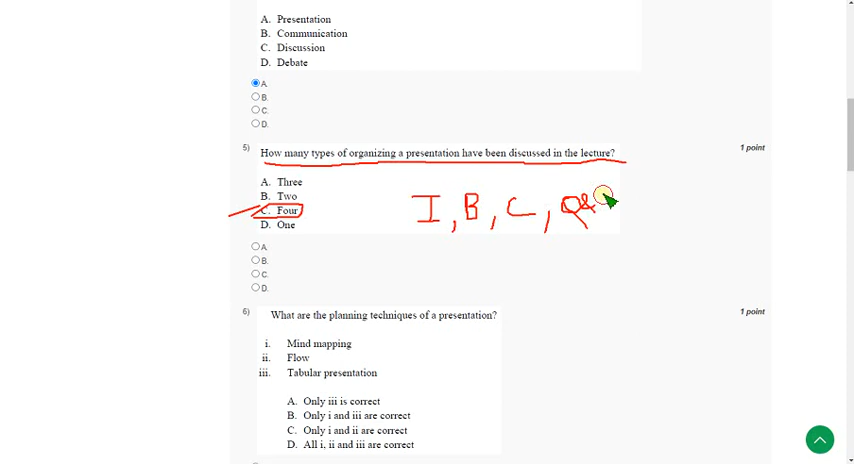 A. Presentation
B. Communication
C. Discussion
D. Debate
A.
B.
C.
D.
5) How many types of organizing a presentation have been discussed in the lecture? 1 point
A. Three
B. Two
C. Four
D. One
I, B, C, Q&
A.
B.
C.
D.
6) What are the planning techniques of a presentation? 1 point
i. Mind mapping
ii. Flow
iii. Tabular presentation
A. Only iii is correct
B. Only i and iii are correct
C. Only i and ii are correct
D. All i, ii and iii are correct